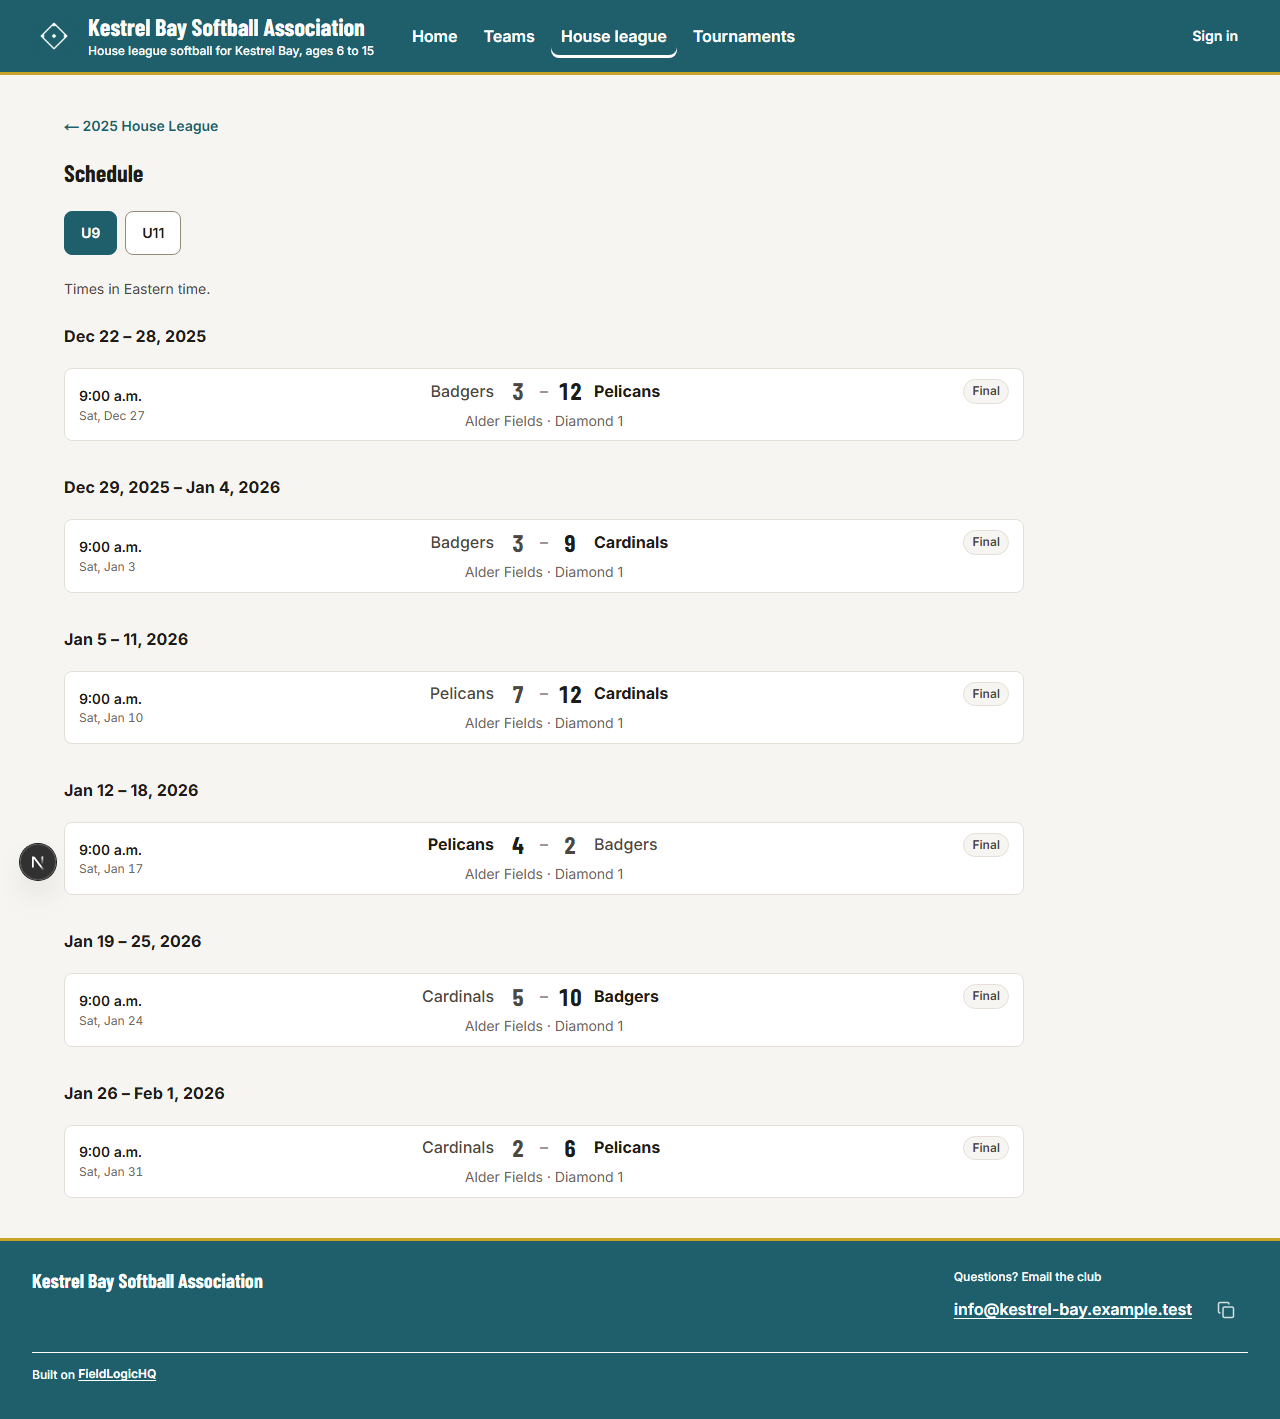 Kestrel Bay Softball Association
House league softball for Kestrel Bay, ages 6 to 15
Home
Teams
House league
Tournaments
Sign in
← 2025 House League
Schedule
U9
U11
Times in Eastern time.
Dec 22 – 28, 2025
9:00 a.m.
Sat, Dec 27
Badgers 3 – 12 Pelicans
Alder Fields · Diamond 1
Final
Dec 29, 2025 – Jan 4, 2026
9:00 a.m.
Sat, Jan 3
Badgers 3 – 9 Cardinals
Alder Fields · Diamond 1
Final
Jan 5 – 11, 2026
9:00 a.m.
Sat, Jan 10
Pelicans 7 – 12 Cardinals
Alder Fields · Diamond 1
Final
Jan 12 – 18, 2026
9:00 a.m.
Sat, Jan 17
Pelicans 4 – 2 Badgers
Alder Fields · Diamond 1
Final
N
Jan 19 – 25, 2026
9:00 a.m.
Sat, Jan 24
Cardinals 5 – 10 Badgers
Alder Fields · Diamond 1
Final
Jan 26 – Feb 1, 2026
9:00 a.m.
Sat, Jan 31
Cardinals 2 – 6 Pelicans
Alder Fields · Diamond 1
Final
Kestrel Bay Softball Association
Questions? Email the club
info@kestrel-bay.example.test
Built on FieldLogicHQ